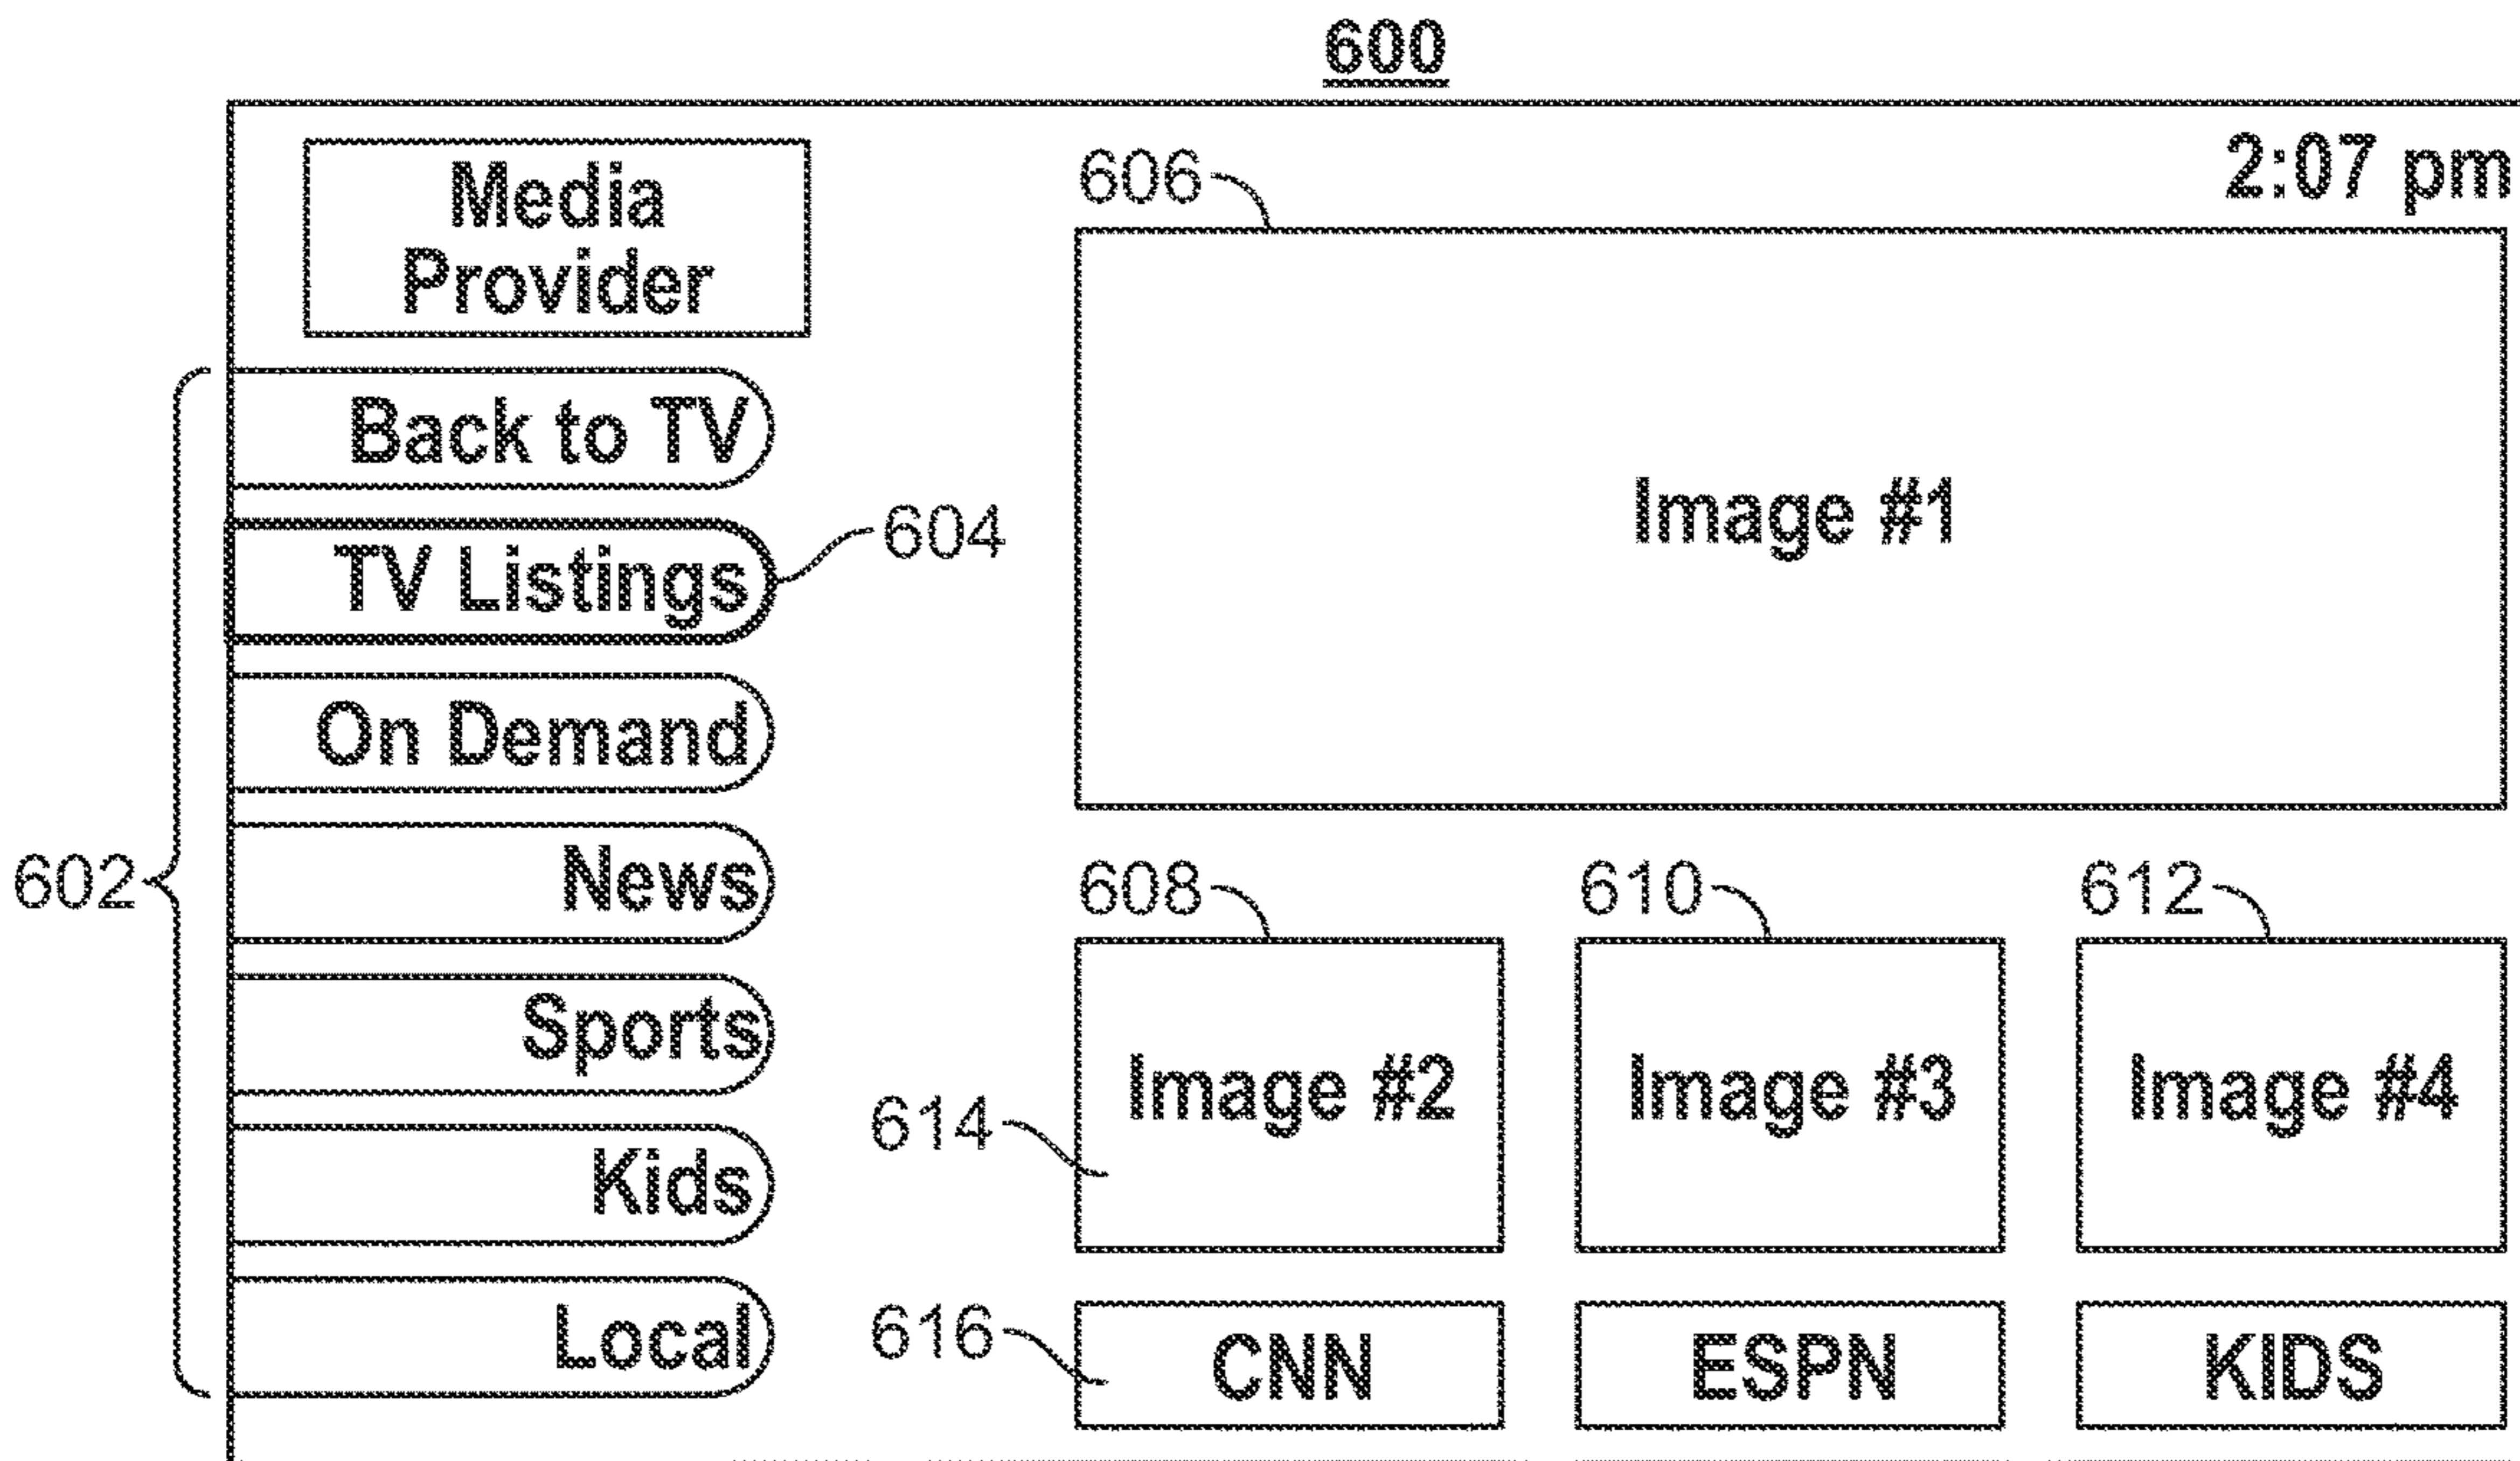 600
2:07 pm
Media
Provider
606
Image #1
602
Back to TV
TV Listings
604
On Demand
News
Sports
Kids
Local
608
610
612
Image #2
Image #3
Image #4
614
616
CNN
ESPN
KIDS